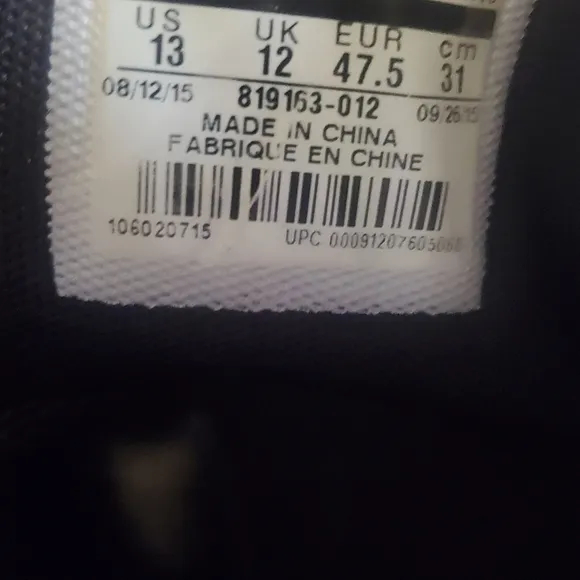 US UK EUR cm
13 12 47.5 31
08/12/15 819163-012 09/26/15
MADE IN CHINA
FABRIQUE EN CHINE
106020715 UPC